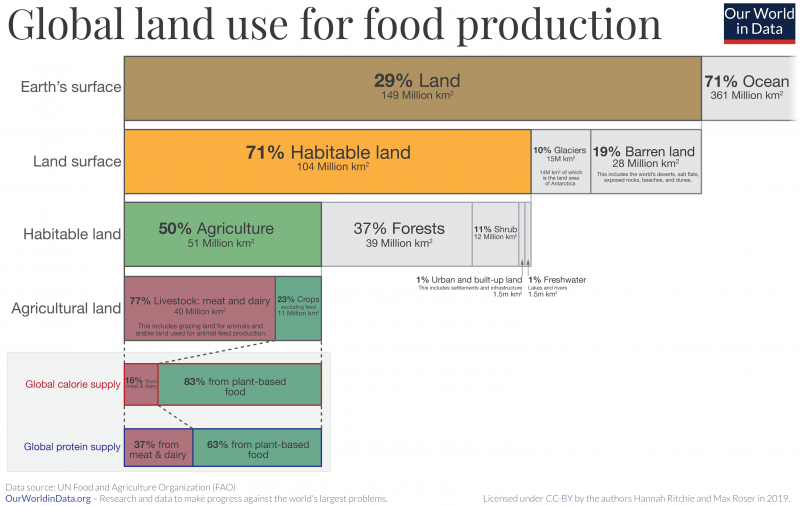 Global land use for food production
Our World
in Data
Earth's surface
29% Land
149 Million km²
71% Ocean
361 Million km²
Land surface
71% Habitable land
104 Million km²
10% Glaciers
15M km²
14M km² of which
is the land area
of Antarctica
19% Barren land
28 Million km²
This includes the world's deserts, salt flats,
exposed rocks, beaches, and dunes.
Habitable land
50% Agriculture
51 Million km²
37% Forests
39 Million km²
11% Shrub
12 Million km²
1% Urban and built-up land
This includes settlements and infrastructure
1.5m km²
1% Freshwater
Lakes and rivers
1.5m km²
Agricultural land
77% Livestock: meat and dairy
40 Million km²
This includes grazing land for animals and
arable land used for animal feed production.
23% Crops
excluding feed
11 Million km²
Global calorie supply
18% from
meat & dairy
83% from plant-based
food
Global protein supply
37% from
meat & dairy
63% from plant-based
food
Data source: UN Food and Agriculture Organization (FAO)
OurWorldinData.org – Research and data to make progress against the world's largest problems.
Licensed under CC-BY by the authors Hannah Ritchie and Max Roser in 2019.